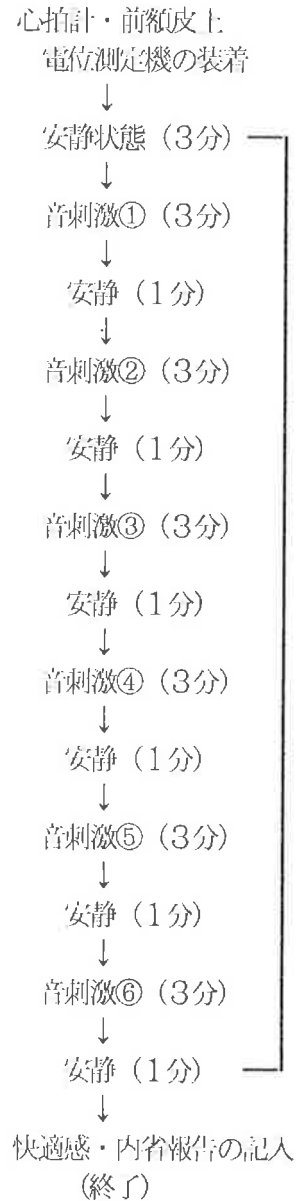 心拍計・前額皮上
電位測定機の装着
↓
安静状態（3分）
↓
音刺激①（3分）
↓
安静（1分）
↓
音刺激②（3分）
↓
安静（1分）
↓
音刺激③（3分）
↓
安静（1分）
↓
音刺激④（3分）
↓
安静（1分）
↓
音刺激⑤（3分）
↓
安静（1分）
↓
音刺激⑥（3分）
↓
安静（1分）
↓
快適感・内省報告の記入
(終了)